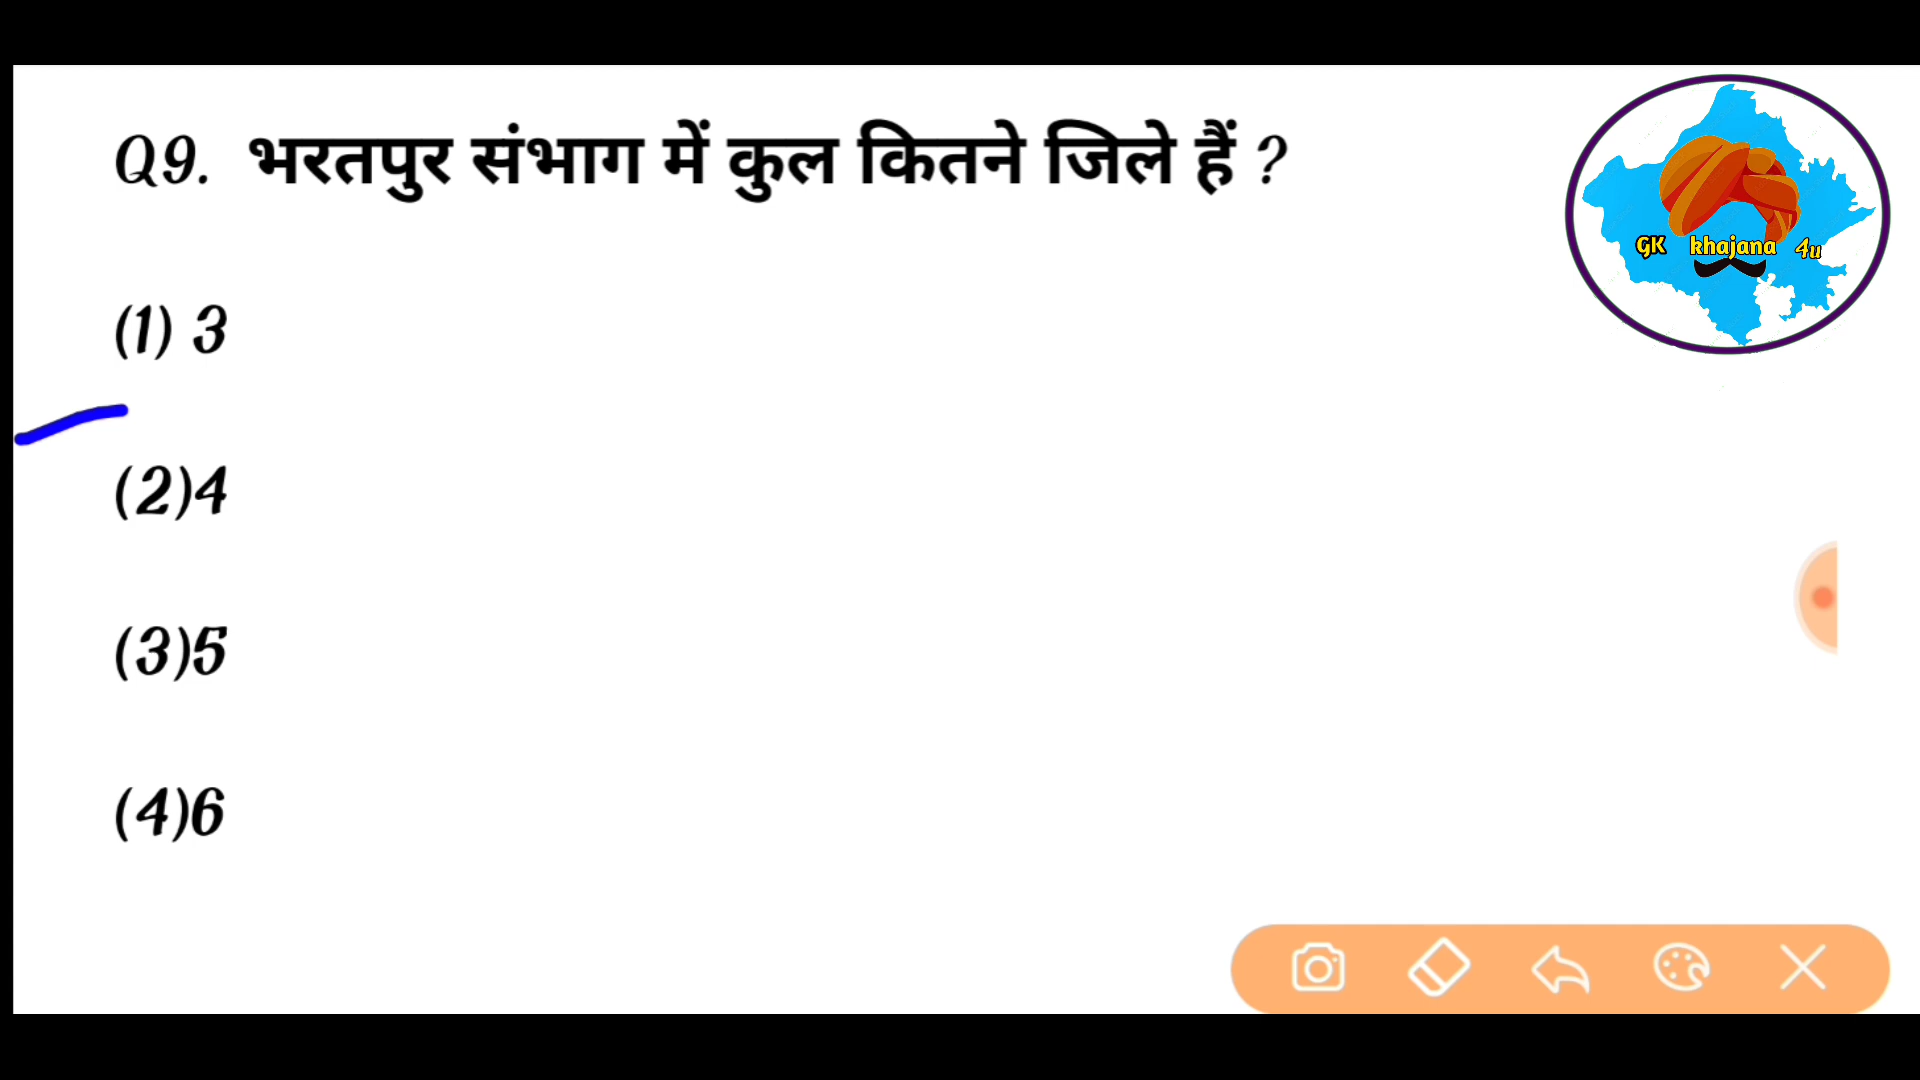 Q9. भरतपुर संभाग में कुल कितने जिले हैं ?
GK khajana 4u
(1) 3
(2)4
(3)5
(4)6